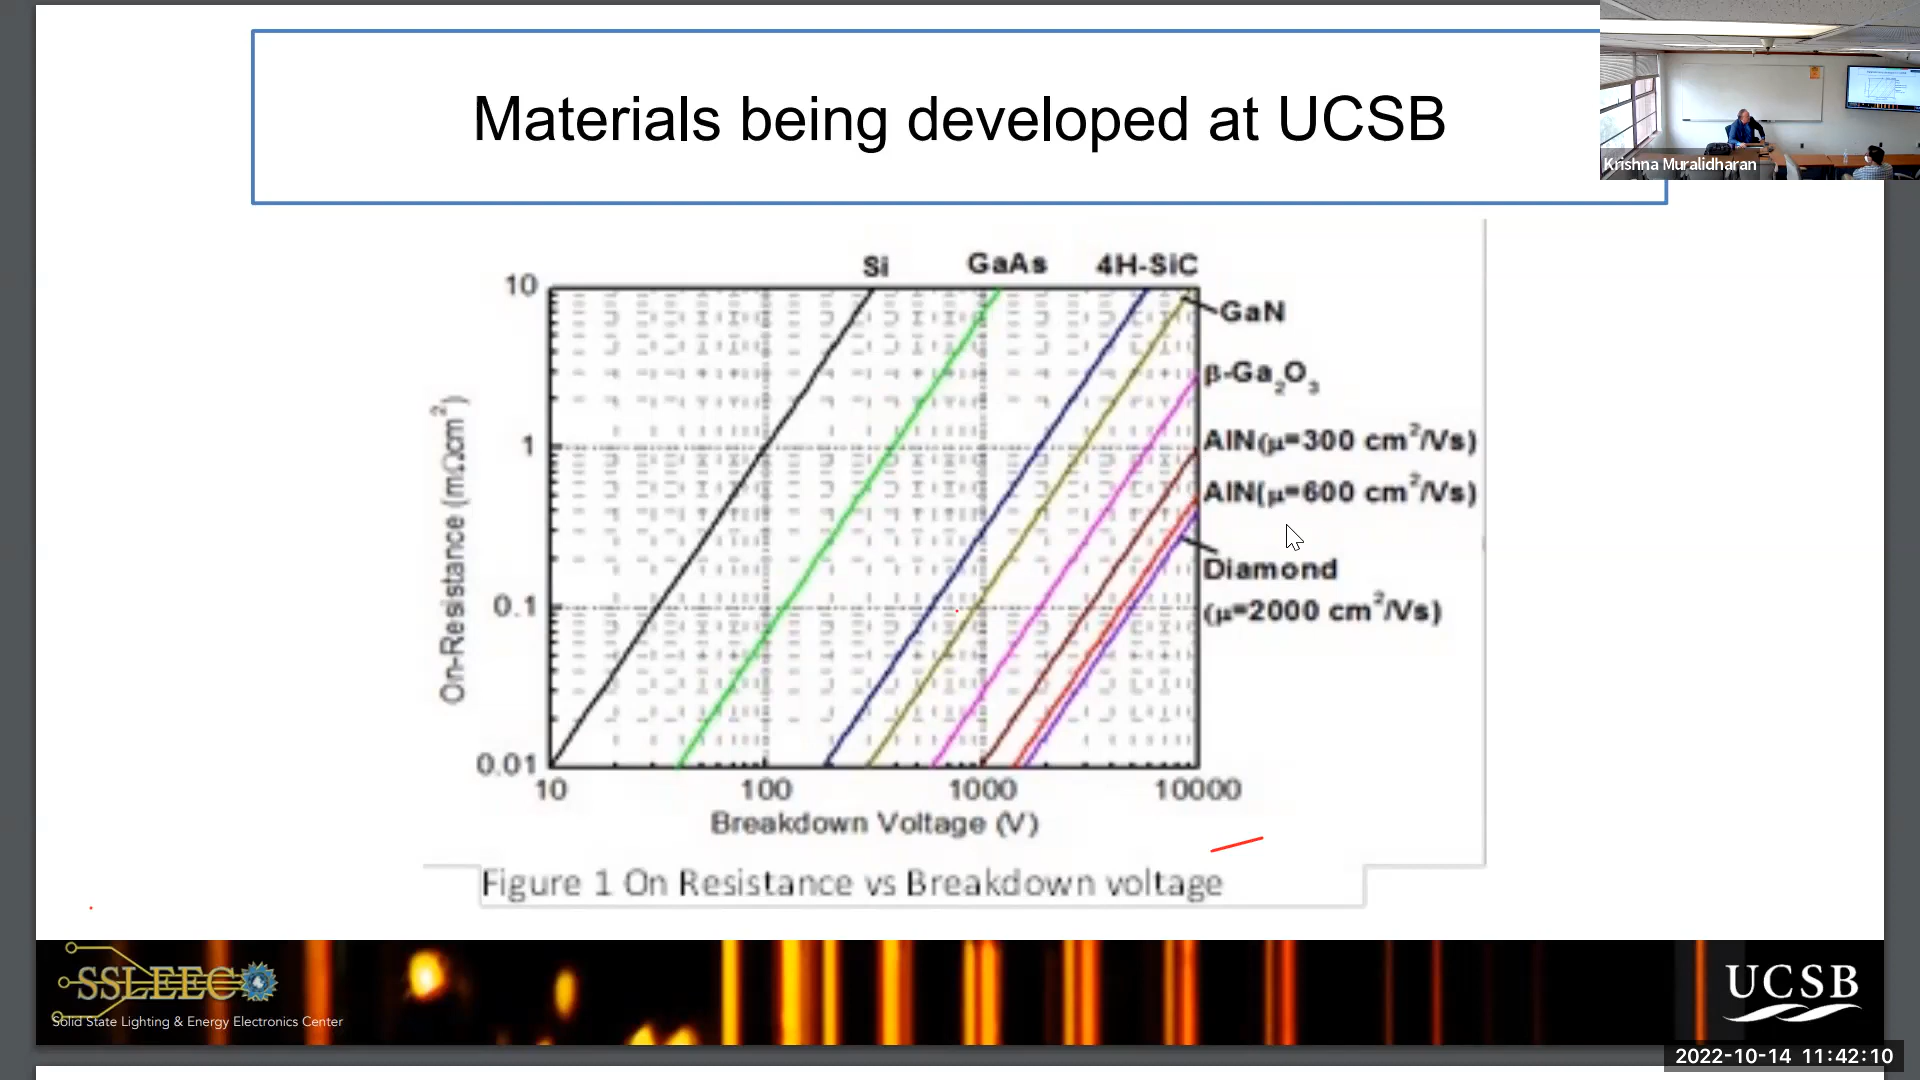 Materials being developed at UCSB
Krishna Muralidharan
Si
GaAs
4H-SiC
GaN
β-Ga₂O₃
AlN(μ=300 cm²/Vs)
AlN(μ=600 cm²/Vs)
Diamond
(μ=2000 cm²/Vs)
10
1
0.1
0.01
On-Resistance (mΩcm²)
10 100 1000 10000
Breakdown Voltage (V)
Figure 1 On Resistance vs Breakdown voltage
SSLEEC
Solid State Lighting & Energy Electronics Center
UCSB
2022-10-14 11:42:10